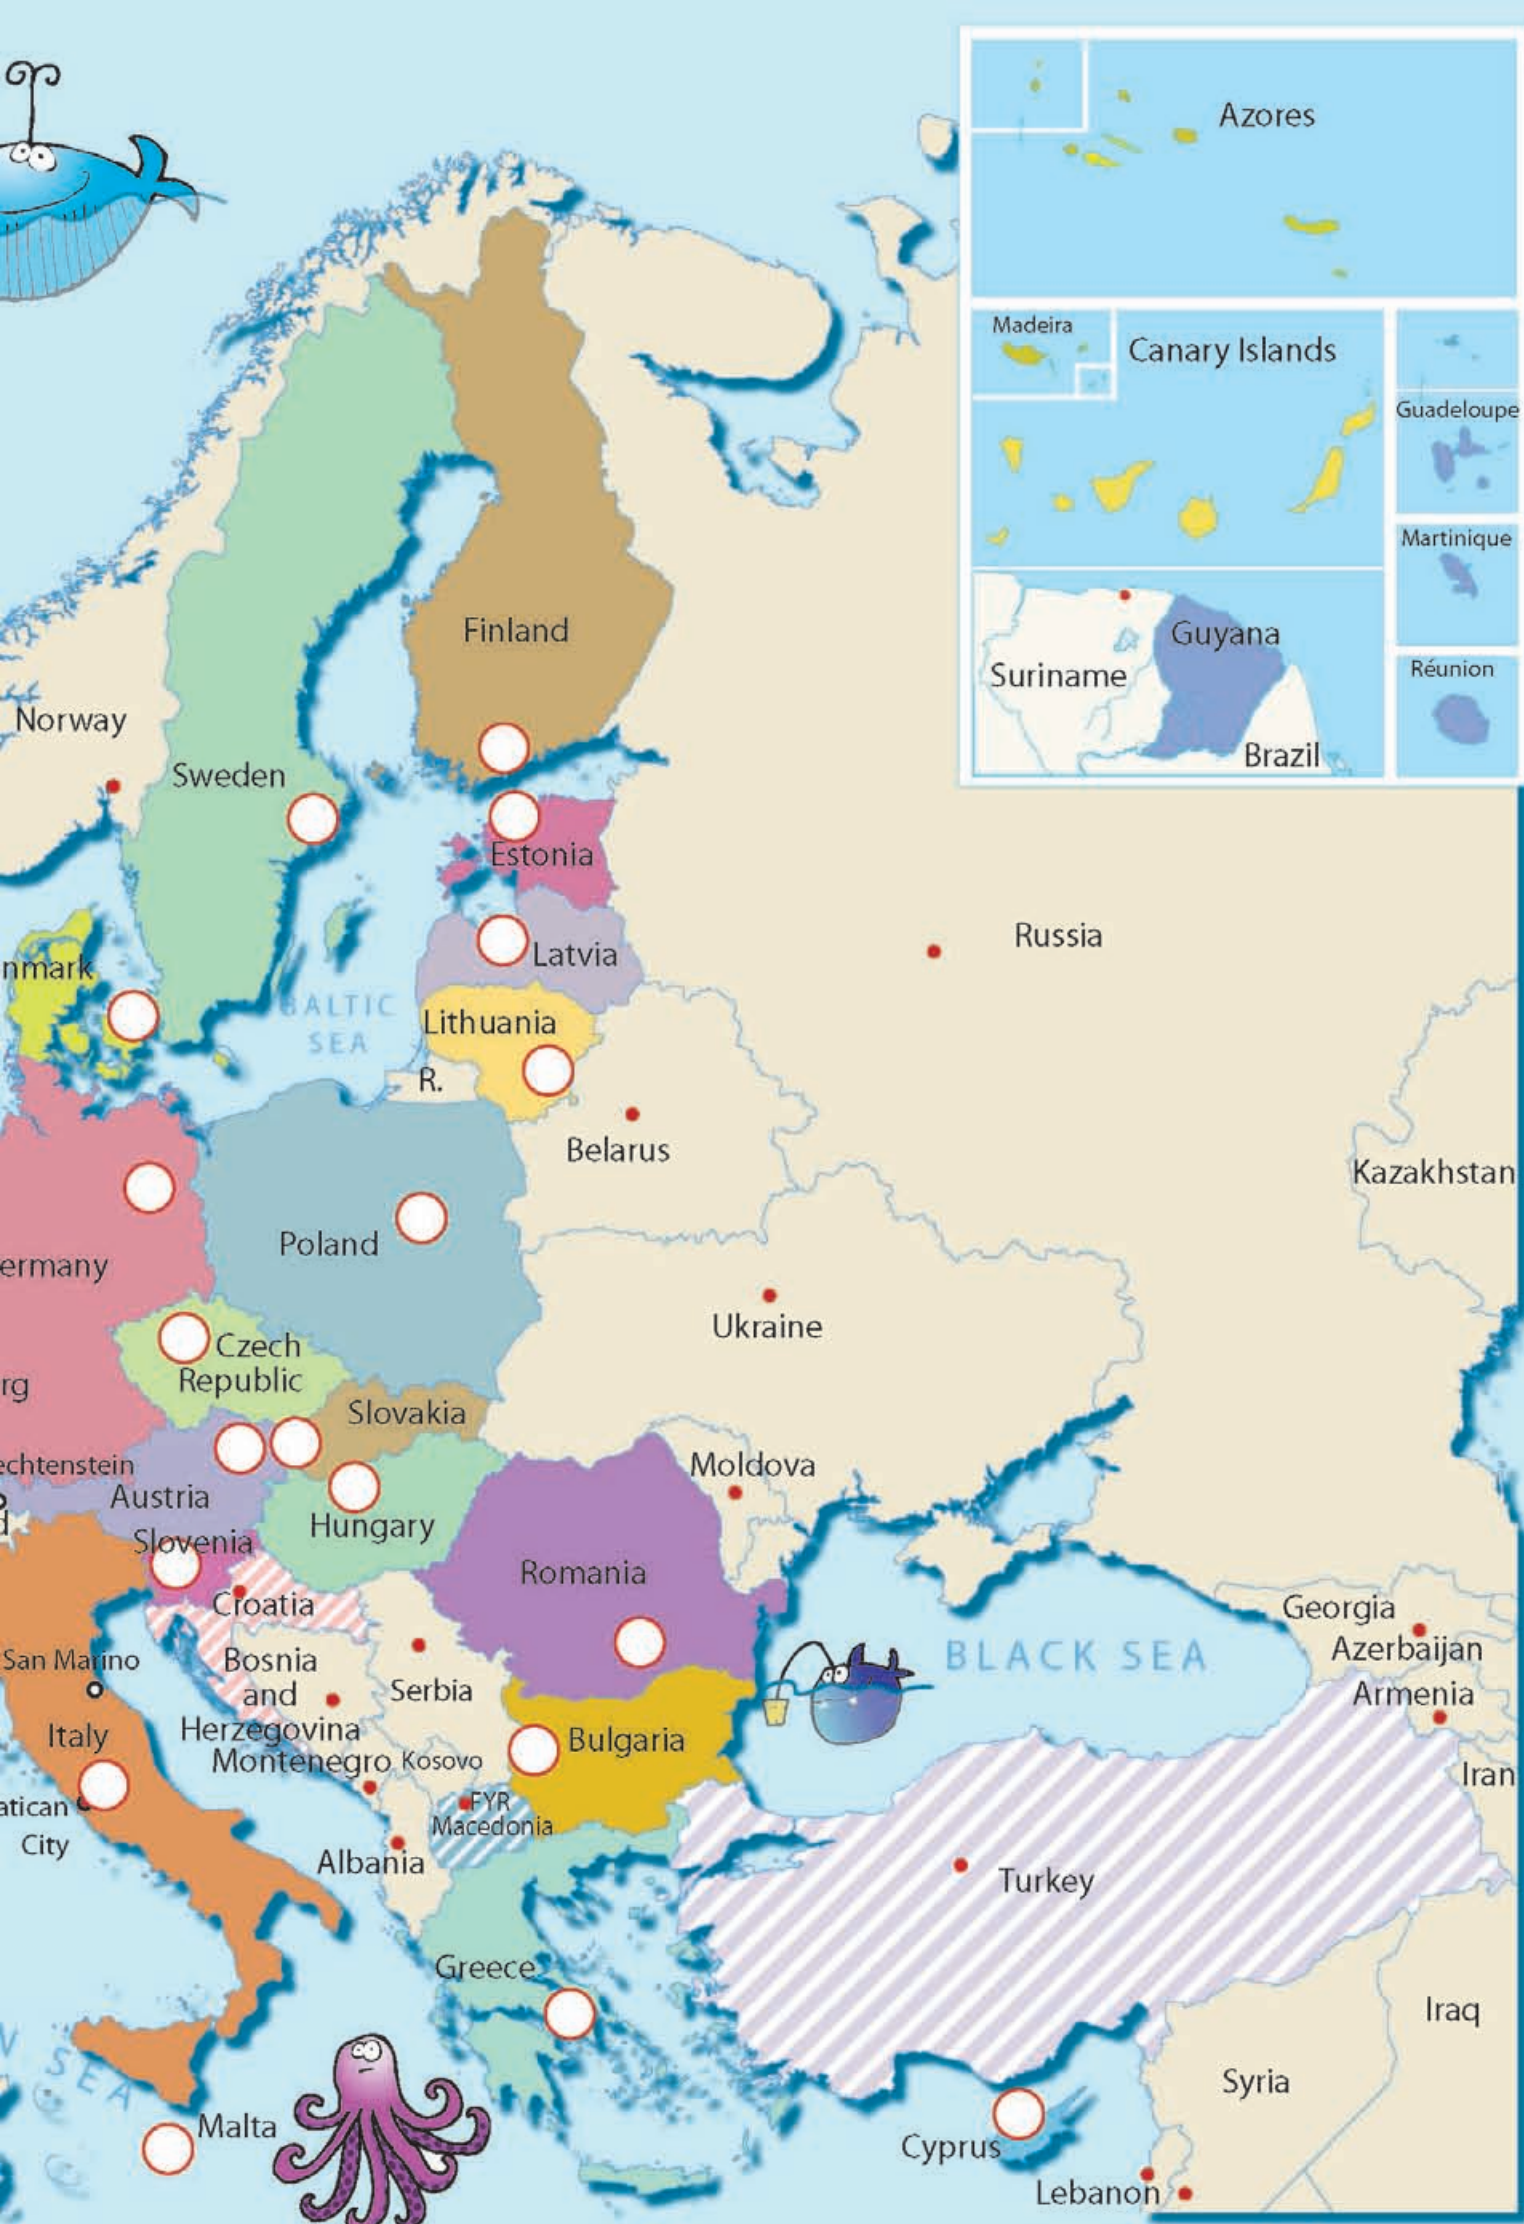 Azores
Madeira
Canary Islands
Guadeloupe
Martinique
Guyana
Suriname
Réunion
Brazil
Finland
Norway
Sweden
Estonia
Russia
Latvia
nmark
BALTIC
SEA
Lithuania
R.
Belarus
Kazakhstan
Poland
ermany
Ukraine
Czech
Republic
rg
Slovakia
echtenstein
Moldova
Austria
d
Hungary
Slovenia
Romania
Croatia
Georgia
San Marino
Bosnia
and
Herzegovina
Serbia
BLACK SEA
Azerbaijan
Armenia
Italy
Bulgaria
Montenegro
Kosovo
Iran
atican
City
FYR
Macedonia
Albania
Turkey
Greece
Iraq
SEA
Syria
Malta
Cyprus
Lebanon